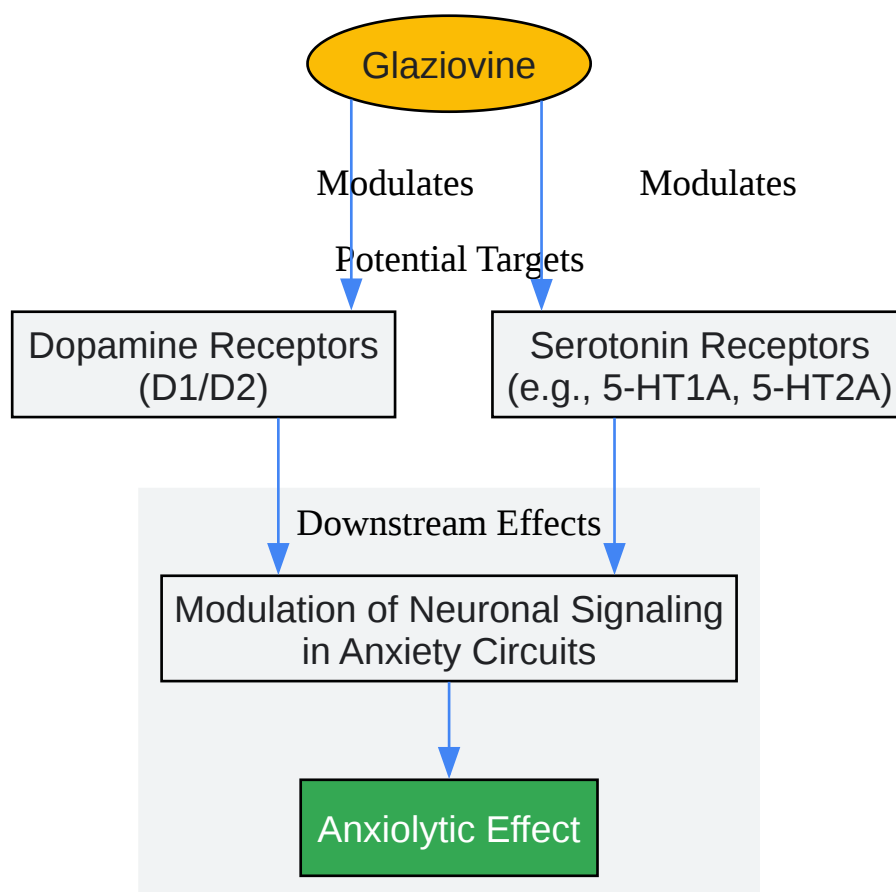 Glaziovine
Modulates
Modulates
Potential Targets
Dopamine Receptors
(D1/D2)
Serotonin Receptors
(e.g., 5-HT1A, 5-HT2A)
Downstream Effects
Modulation of Neuronal Signaling
in Anxiety Circuits
Anxiolytic Effect